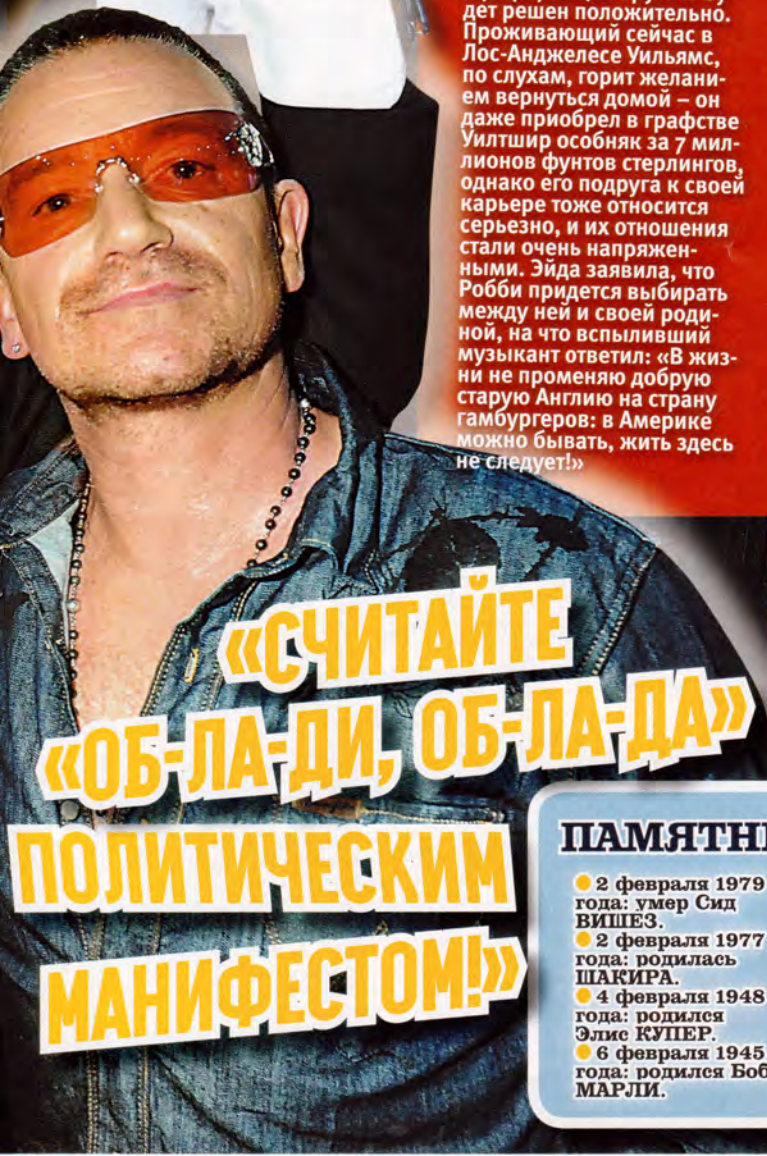 дет решен положительно.
Проживающий сейчас в
Лос-Анджелесе Уильямс,
по слухам, горит желани-
ем вернуться домой – он
даже приобрел в графстве
Уилтшир особняк за 7 мил-
лионов фунтов стерлингов,
однако его подруга к своей
карьере тоже относится
серьезно, и их отношения
стали очень напряжен-
ными. Эйда заявила, что
Робби придется выбирать
между ней и своей роди-
ной, на что вспыливший
музыкант ответил: «В жиз-
ни не променяю добрую
старую Англию на страну
гамбургеров: в Америке
можно бывать, жить здесь
не следует!»
«СЧИТАЙТЕ
«ОБ-ЛА-ДИ, ОБ-ЛА-ДА»
ПОЛИТИЧЕСКИМ
МАНИФЕСТОМ!»
ПАМЯТН
2 февраля 1979
года: умер Сид
ВИШЕЗ.
2 февраля 1977
года: родилась
ШАКИРА.
4 февраля 1948
года: родился
Элис КУПЕР.
6 февраля 1945
года: родился Боб
МАРЛИ.